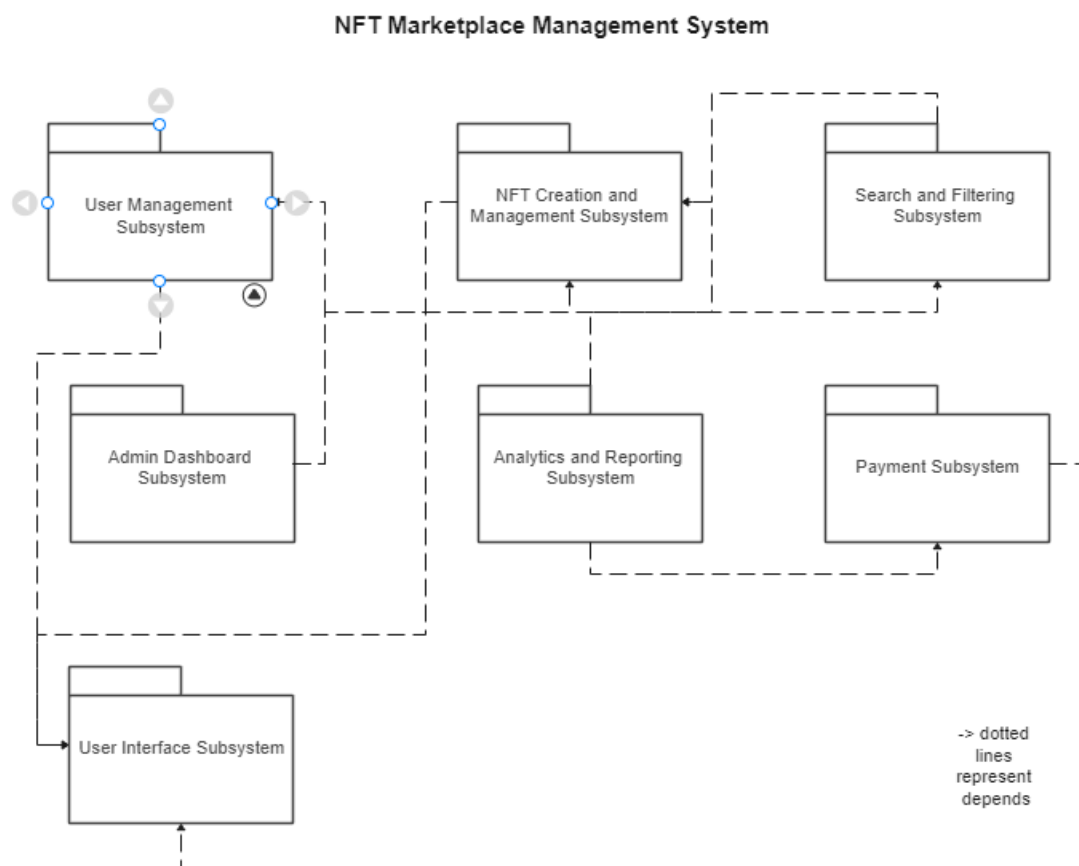 NFT Marketplace Management System
User Management
Subsystem
NFT Creation and
Management Subsystem
Search and Filtering
Subsystem
Admin Dashboard
Subsystem
Analytics and Reporting
Subsystem
Payment Subsystem
User Interface Subsystem
-> dotted
lines
represent
depends